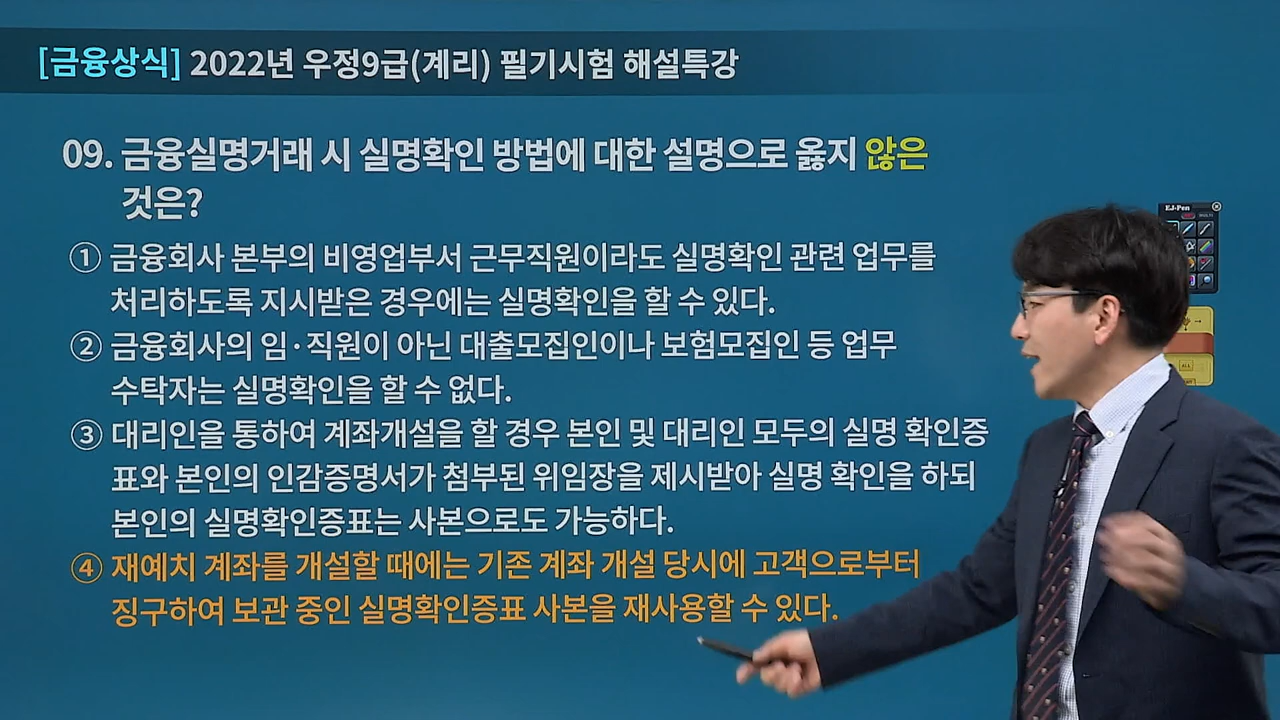 [금융상식] 2022년 우정9급(계리) 필기시험 해설특강
09. 금융실명거래 시 실명확인 방법에 대한 설명으로 옳지 않은
것은?
① 금융회사 본부의 비영업부서 근무직원이라도 실명확인 관련 업무를
처리하도록 지시받은 경우에는 실명확인을 할 수 있다.
② 금융회사의 임·직원이 아닌 대출모집인이나 보험모집인 등 업무
수탁자는 실명확인을 할 수 없다.
③ 대리인을 통하여 계좌개설을 할 경우 본인 및 대리인 모두의 실명 확인증
표와 본인의 인감증명서가 첨부된 위임장을 제시받아 실명 확인을 하되
본인의 실명확인증표는 사본으로도 가능하다.
④ 재예치 계좌를 개설할 때에는 기존 계좌 개설 당시에 고객으로부터
징구하여 보관 중인 실명확인증표 사본을 재사용할 수 있다.
EJ-Pen
ALL